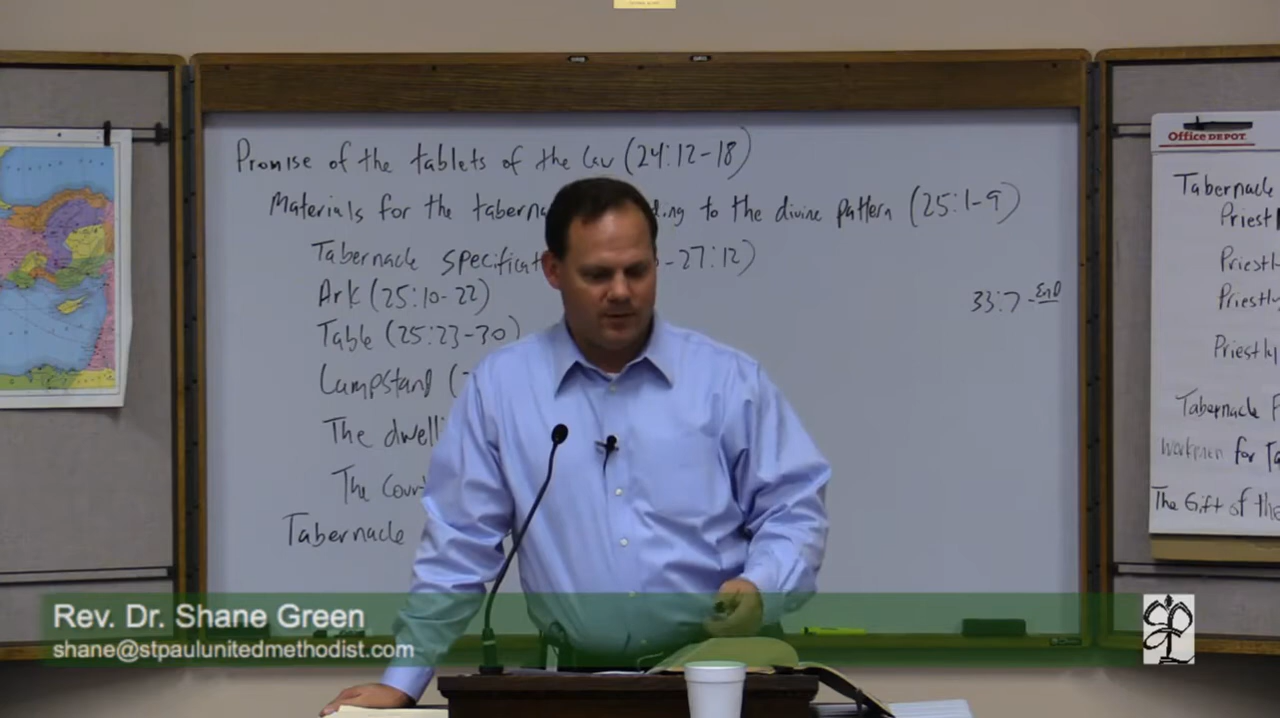 Promise of the tablets of the law (24:12-18)
Materials for the taberna ding to the divine pattern (25:1-9)
Tabernacle specificat -27:12)
Ark (25:10-22)
Table (25:23-30)
Lampstand (
The dwelli
The cour
Tabernacle
33:7-End
Office DEPOT
Tabernacle
Priestl
Priestly
Priestly
Priestly
Tabernacle F
Workmen for Ta
The Gift of the
Rev. Dr. Shane Green
shane@stpaulunitedmethodist.com